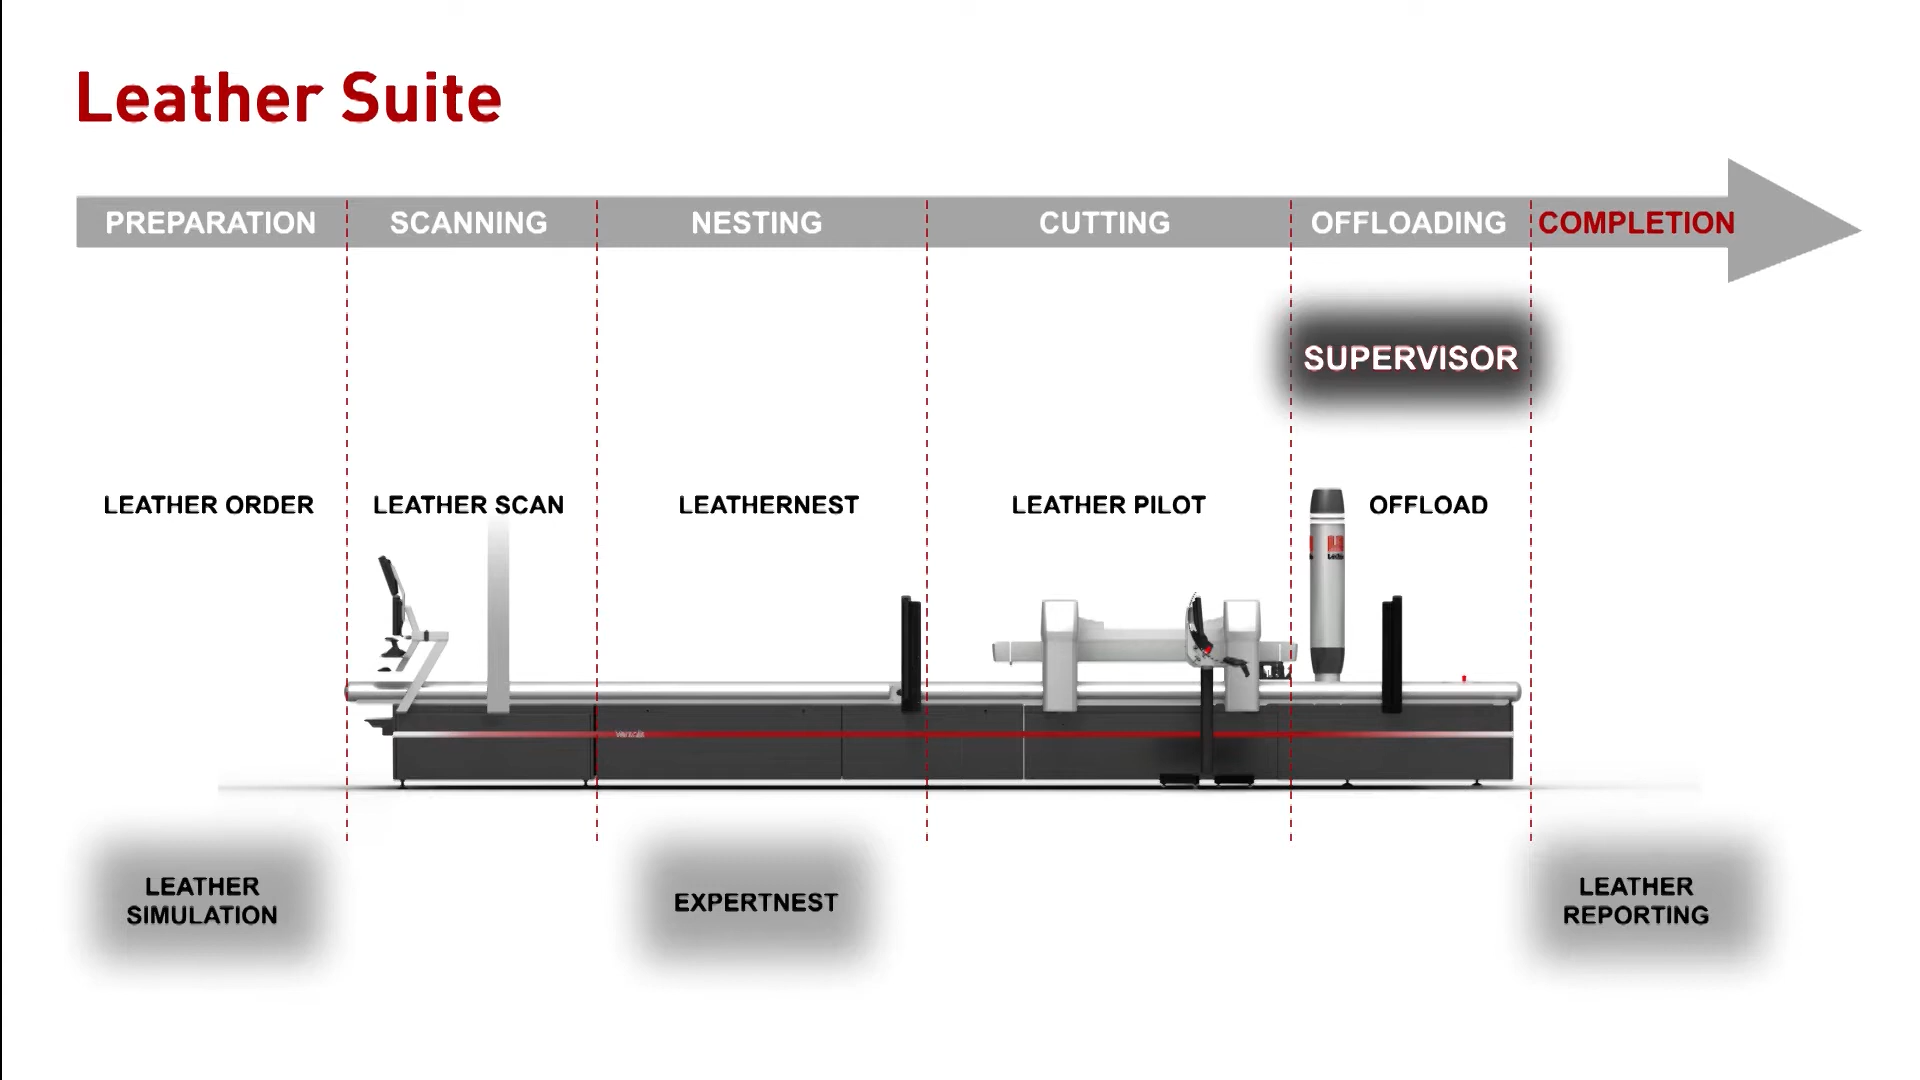 Leather Suite
PREPARATION SCANNING NESTING CUTTING OFFLOADING COMPLETION
SUPERVISOR
LEATHER ORDER LEATHER SCAN LEATHERNEST LEATHER PILOT OFFLOAD
LEATHER
SIMULATION
EXPERTNEST
LEATHER
REPORTING